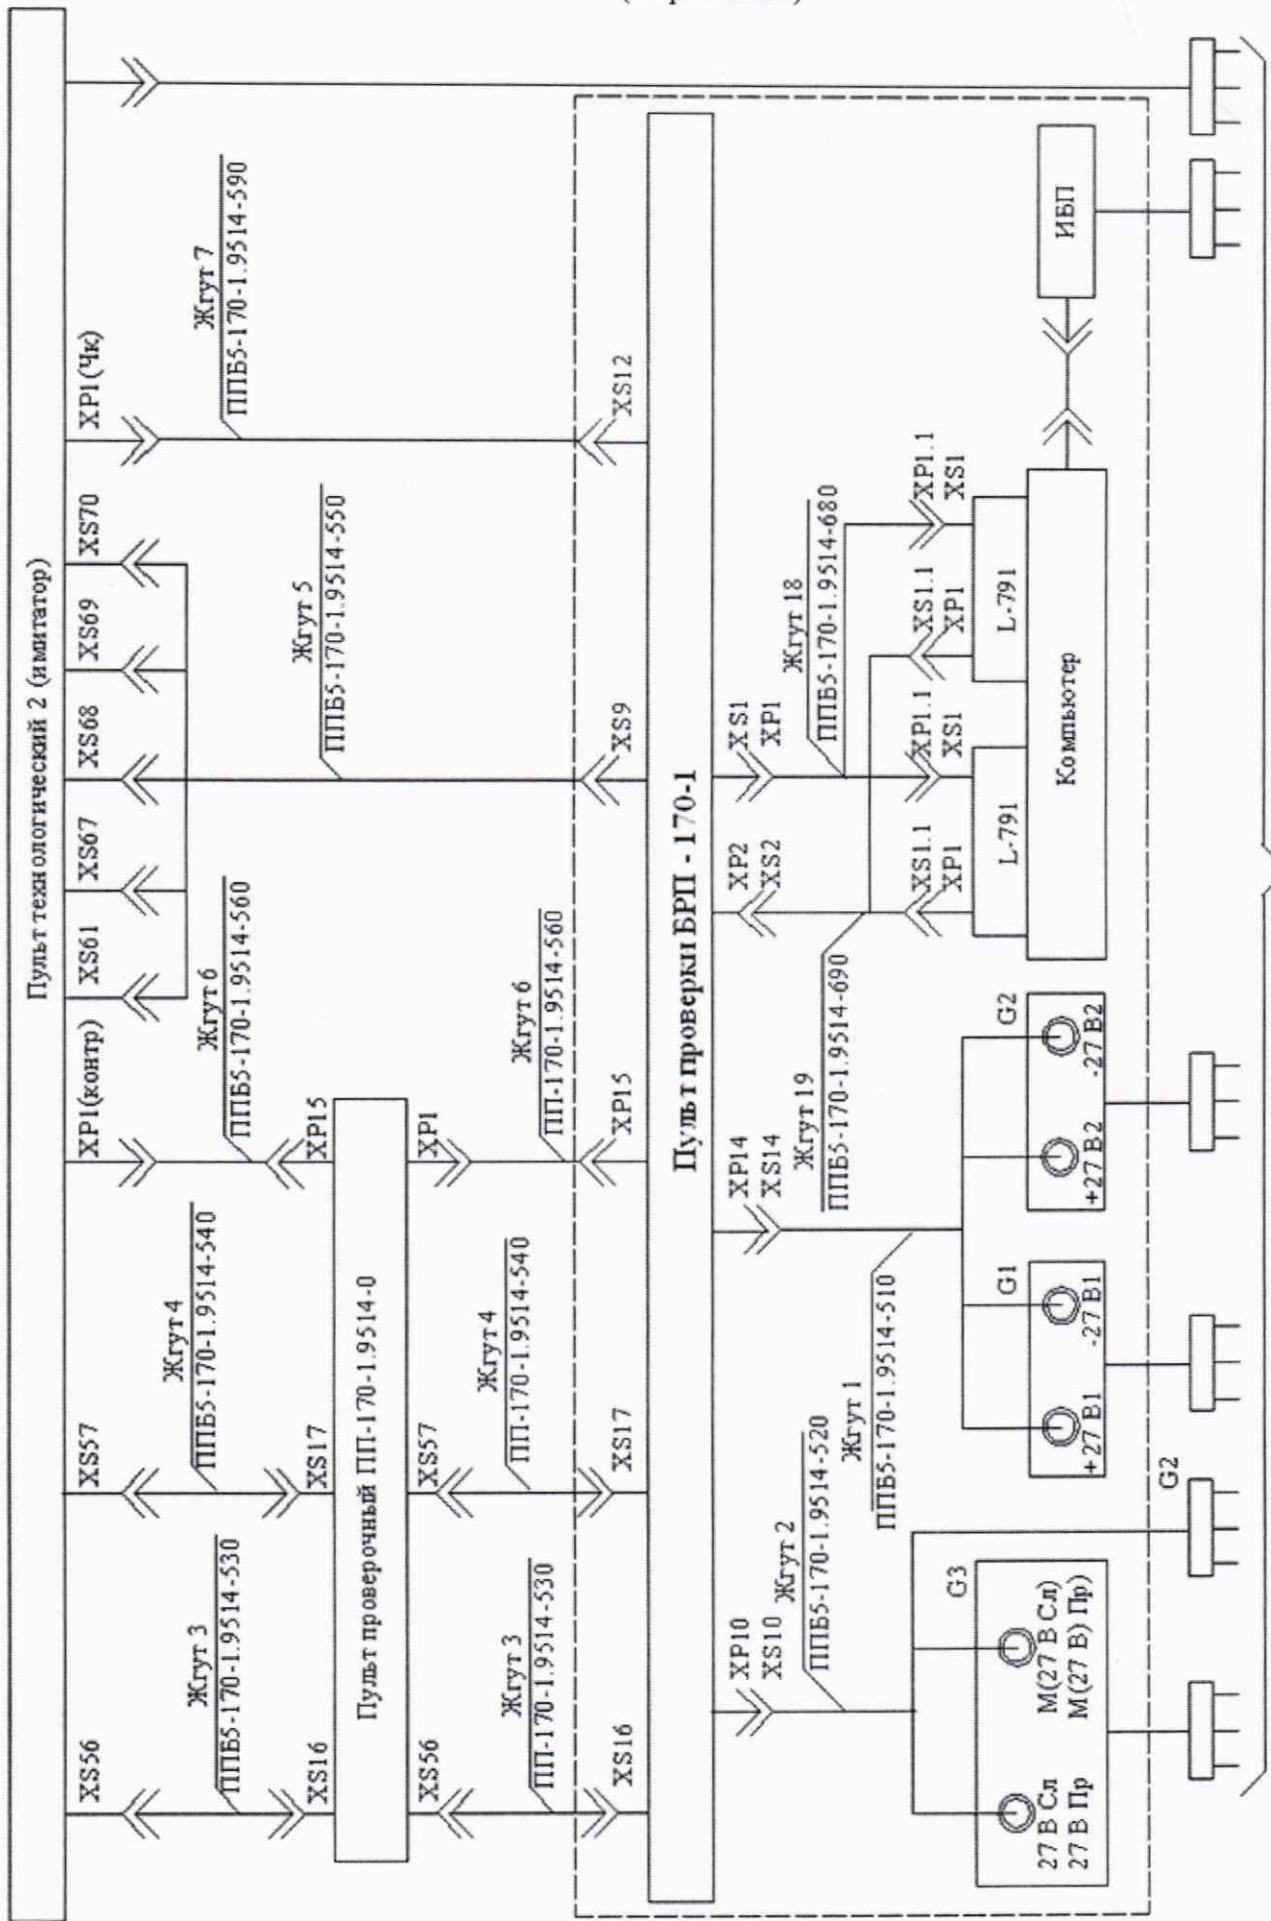 Пульт технологический 2 (имитатор)
XS56
XS57
XP1(контр)
XS61
XS67
XS68
XS69
XS70
XP1(Чк)
Жгут 3
ППБ5-170-1.9514-530
Жгут 4
ППБ5-170-1.9514-540
Жгут 6
ППБ5-170-1.9514-560
Жгут 7
ППБ5-170-1.9514-590
XS16
XS17
XP15
Пульт проверочный ПП-170-1.9514-0
Жгут 5
ППБ5-170-1.9514-550
XS56
XS57
XP1
Жгут 3
ПП-170-1.9514-530
Жгут 4
ПП-170-1.9514-540
Жгут 6
ПП-170-1.9514-560
XS16
XS17
XP15
XS9
XS12
Пульт проверки БРП - 170-1
XP10
XS10
XP14
XS14
XP2
XS2
XS1
XP1
Жгут 2
ППБ5-170-1.9514-520
Жгут 1
ППБ5-170-1.9514-510
Жгут 19
ППБ5-170-1.9514-690
Жгут 18
ППБ5-170-1.9514-680
XS1.1
XP1
XP1.1
XS1
XS1.1
XP1
XP1.1
XS1
G3
G1
G2
L-791
L-791
Компьютер
ИБП
27 В Сл
27 В Пр
М(27 В Сл)
М(27 В) Пр)
+27 В1
-27 В1
+27 В2
-27 В2
G2